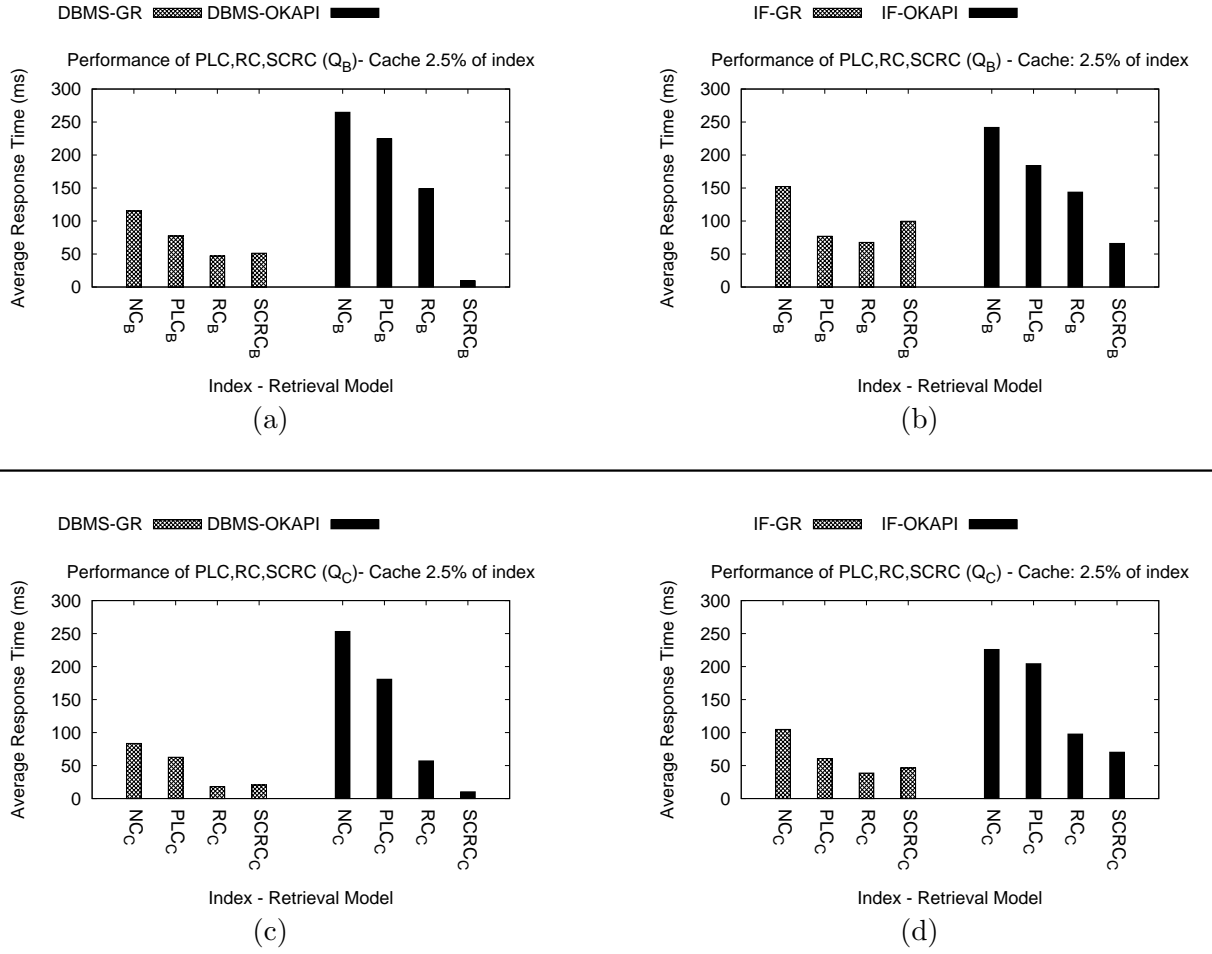 DBMS-GR DBMS-OKAPI
Performance of PLC,RC,SCRC (Q_B)- Cache 2.5% of index
Average Response Time (ms)
300
250
200
150
100
50
0
NC_B PLC_B RC_B SCRC_B NC_B PLC_B RC_B SCRC_B
Index - Retrieval Model
(a)
IF-GR IF-OKAPI
Performance of PLC,RC,SCRC (Q_B) - Cache: 2.5% of index
Average Response Time (ms)
300
250
200
150
100
50
0
NC_B PLC_B RC_B SCRC_B NC_B PLC_B RC_B SCRC_B
Index - Retrieval Model
(b)
DBMS-GR DBMS-OKAPI
Performance of PLC,RC,SCRC (Q_C)- Cache 2.5% of index
Average Response Time (ms)
300
250
200
150
100
50
0
NC_C PLC_C RC_C SCRC_C NC_C PLC_C RC_C SCRC_C
Index - Retrieval Model
(c)
IF-GR IF-OKAPI
Performance of PLC,RC,SCRC (Q_C) - Cache: 2.5% of index
Average Response Time (ms)
300
250
200
150
100
50
0
NC_C PLC_C RC_C SCRC_C NC_C PLC_C RC_C SCRC_C
Index - Retrieval Model
(d)